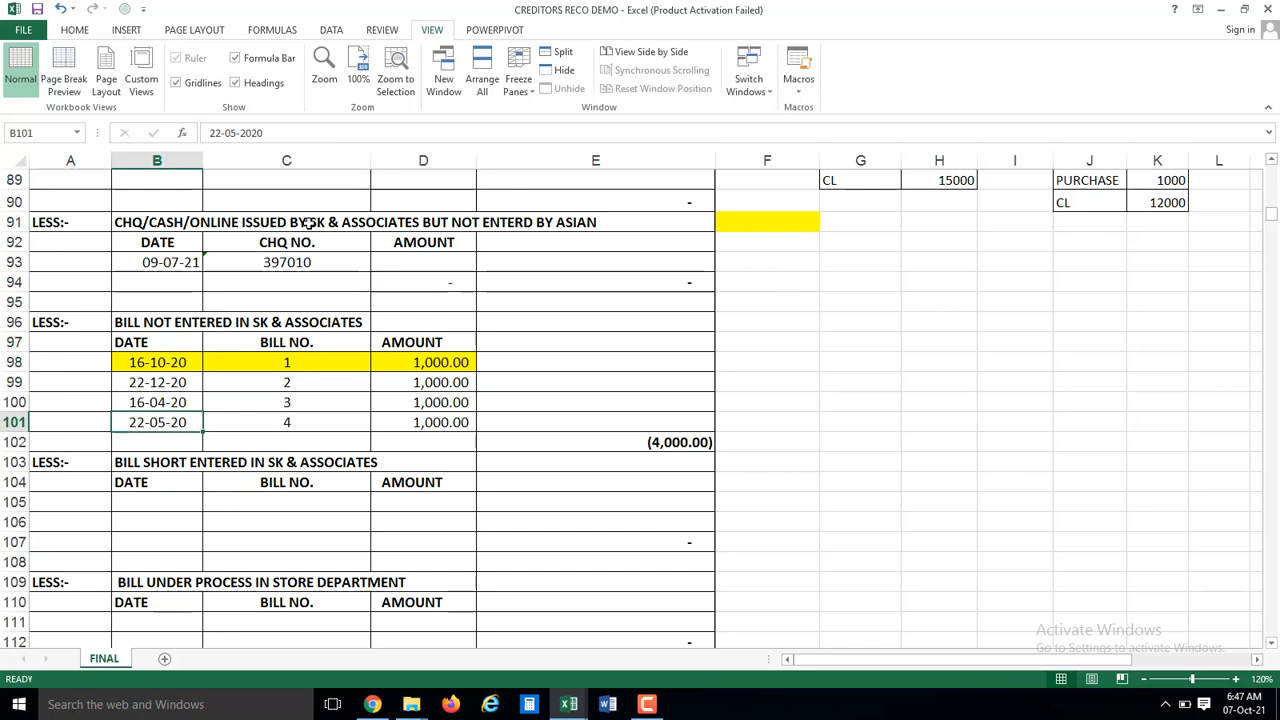 CREDITORS RECO DEMO - Excel (Product Activation Failed)
FILE HOME INSERT PAGE LAYOUT FORMULAS DATA REVIEW VIEW POWERPIVOT Sign in
Normal Page Break Preview Page Layout Custom Views
Workbook Views
Ruler Formula Bar
Gridlines Headings
Show
Zoom 100% Zoom to Selection
Zoom
New Window Arrange All Freeze Panes
Split
Hide
Unhide
View Side by Side
Synchronous Scrolling
Reset Window Position
Window
Switch Windows
Macros
Macros
B101 fx 22-05-2020
A B C D E F G H I J K L
89 CL 15000 PURCHASE 1000
90 - CL 12000
91 LESS:- CHQ/CASH/ONLINE ISSUED BY SK & ASSOCIATES BUT NOT ENTERD BY ASIAN
92 DATE CHQ NO. AMOUNT
93 09-07-21 397010
94 - -
95
96 LESS:- BILL NOT ENTERED IN SK & ASSOCIATES
97 DATE BILL NO. AMOUNT
98 16-10-20 1 1,000.00
99 22-12-20 2 1,000.00
100 16-04-20 3 1,000.00
101 22-05-20 4 1,000.00
102 (4,000.00)
103 LESS:- BILL SHORT ENTERED IN SK & ASSOCIATES
104 DATE BILL NO. AMOUNT
105
106
107 -
108
109 LESS:- BILL UNDER PROCESS IN STORE DEPARTMENT
110 DATE BILL NO. AMOUNT
111
112 -
Activate Windows
Go to Settings to activate Windows.
FINAL
READY 120%
Search the web and Windows
6:47 AM
07-Oct-21